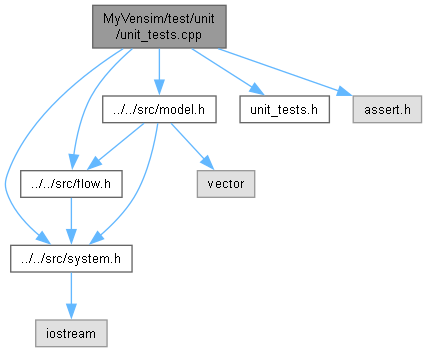 MyVensim/test/unit
/unit_tests.cpp
../../src/model.h
unit_tests.h
assert.h
../../src/flow.h
vector
../../src/system.h
iostream